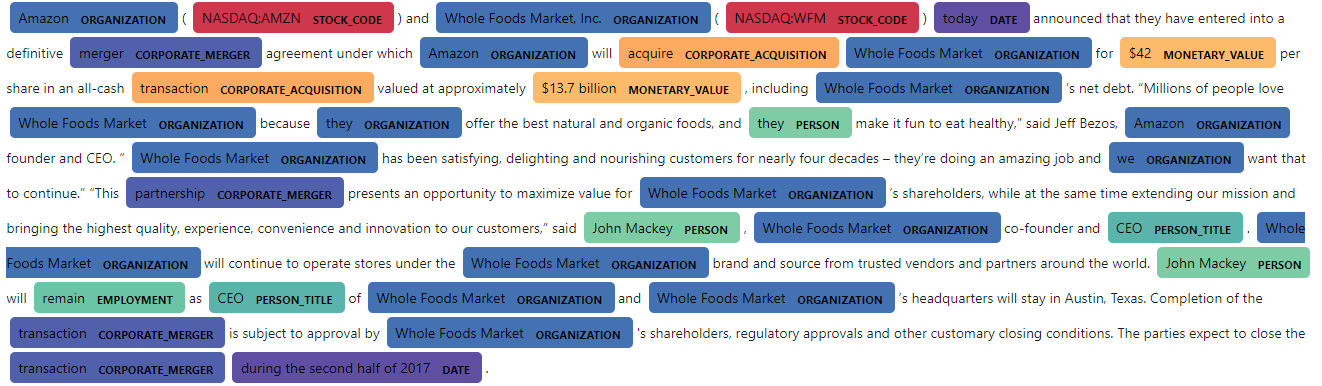 Amazon ORGANIZATION ( NASDAQ:AMZN STOCK_CODE ) and Whole Foods Market, Inc. ORGANIZATION ( NASDAQ:WFM STOCK_CODE ) today DATE announced that they have entered into a
definitive merger CORPORATE_MERGER agreement under which Amazon ORGANIZATION will acquire CORPORATE_ACQUISITION Whole Foods Market ORGANIZATION for $42 MONETARY_VALUE per
share in an all-cash transaction CORPORATE_ACQUISITION valued at approximately $13.7 billion MONETARY_VALUE , including Whole Foods Market ORGANIZATION 's net debt. “Millions of people love
Whole Foods Market ORGANIZATION because they ORGANIZATION offer the best natural and organic foods, and they PERSON make it fun to eat healthy,” said Jeff Bezos, Amazon ORGANIZATION
founder and CEO. “ Whole Foods Market ORGANIZATION has been satisfying, delighting and nourishing customers for nearly four decades – they’re doing an amazing job and we ORGANIZATION want that
to continue.” “This partnership CORPORATE_MERGER presents an opportunity to maximize value for Whole Foods Market ORGANIZATION 's shareholders, while at the same time extending our mission and
bringing the highest quality, experience, convenience and innovation to our customers,” said John Mackey PERSON , Whole Foods Market ORGANIZATION co-founder and CEO PERSON_TITLE . Whole
Foods Market ORGANIZATION will continue to operate stores under the Whole Foods Market ORGANIZATION brand and source from trusted vendors and partners around the world. John Mackey PERSON
will remain EMPLOYMENT as CEO PERSON_TITLE of Whole Foods Market ORGANIZATION and Whole Foods Market ORGANIZATION 's headquarters will stay in Austin, Texas. Completion of the
transaction CORPORATE_MERGER is subject to approval by Whole Foods Market ORGANIZATION 's shareholders, regulatory approvals and other customary closing conditions. The parties expect to close the
transaction CORPORATE_MERGER during the second half of 2017 DATE .